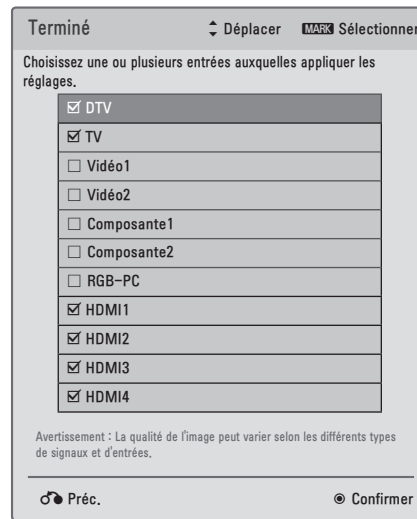 Terminé Déplacer MARK Sélectionner
Choisissez une ou plusieurs entrées auxquelles appliquer les
réglages.
DTV
TV
Vidéo1
Vidéo2
Composante1
Composante2
RGB-PC
HDMI1
HDMI2
HDMI3
HDMI4
Avertissement : La qualité de l'image peut varier selon les différents types
de signaux et d'entrées.
Préc. Confirmer